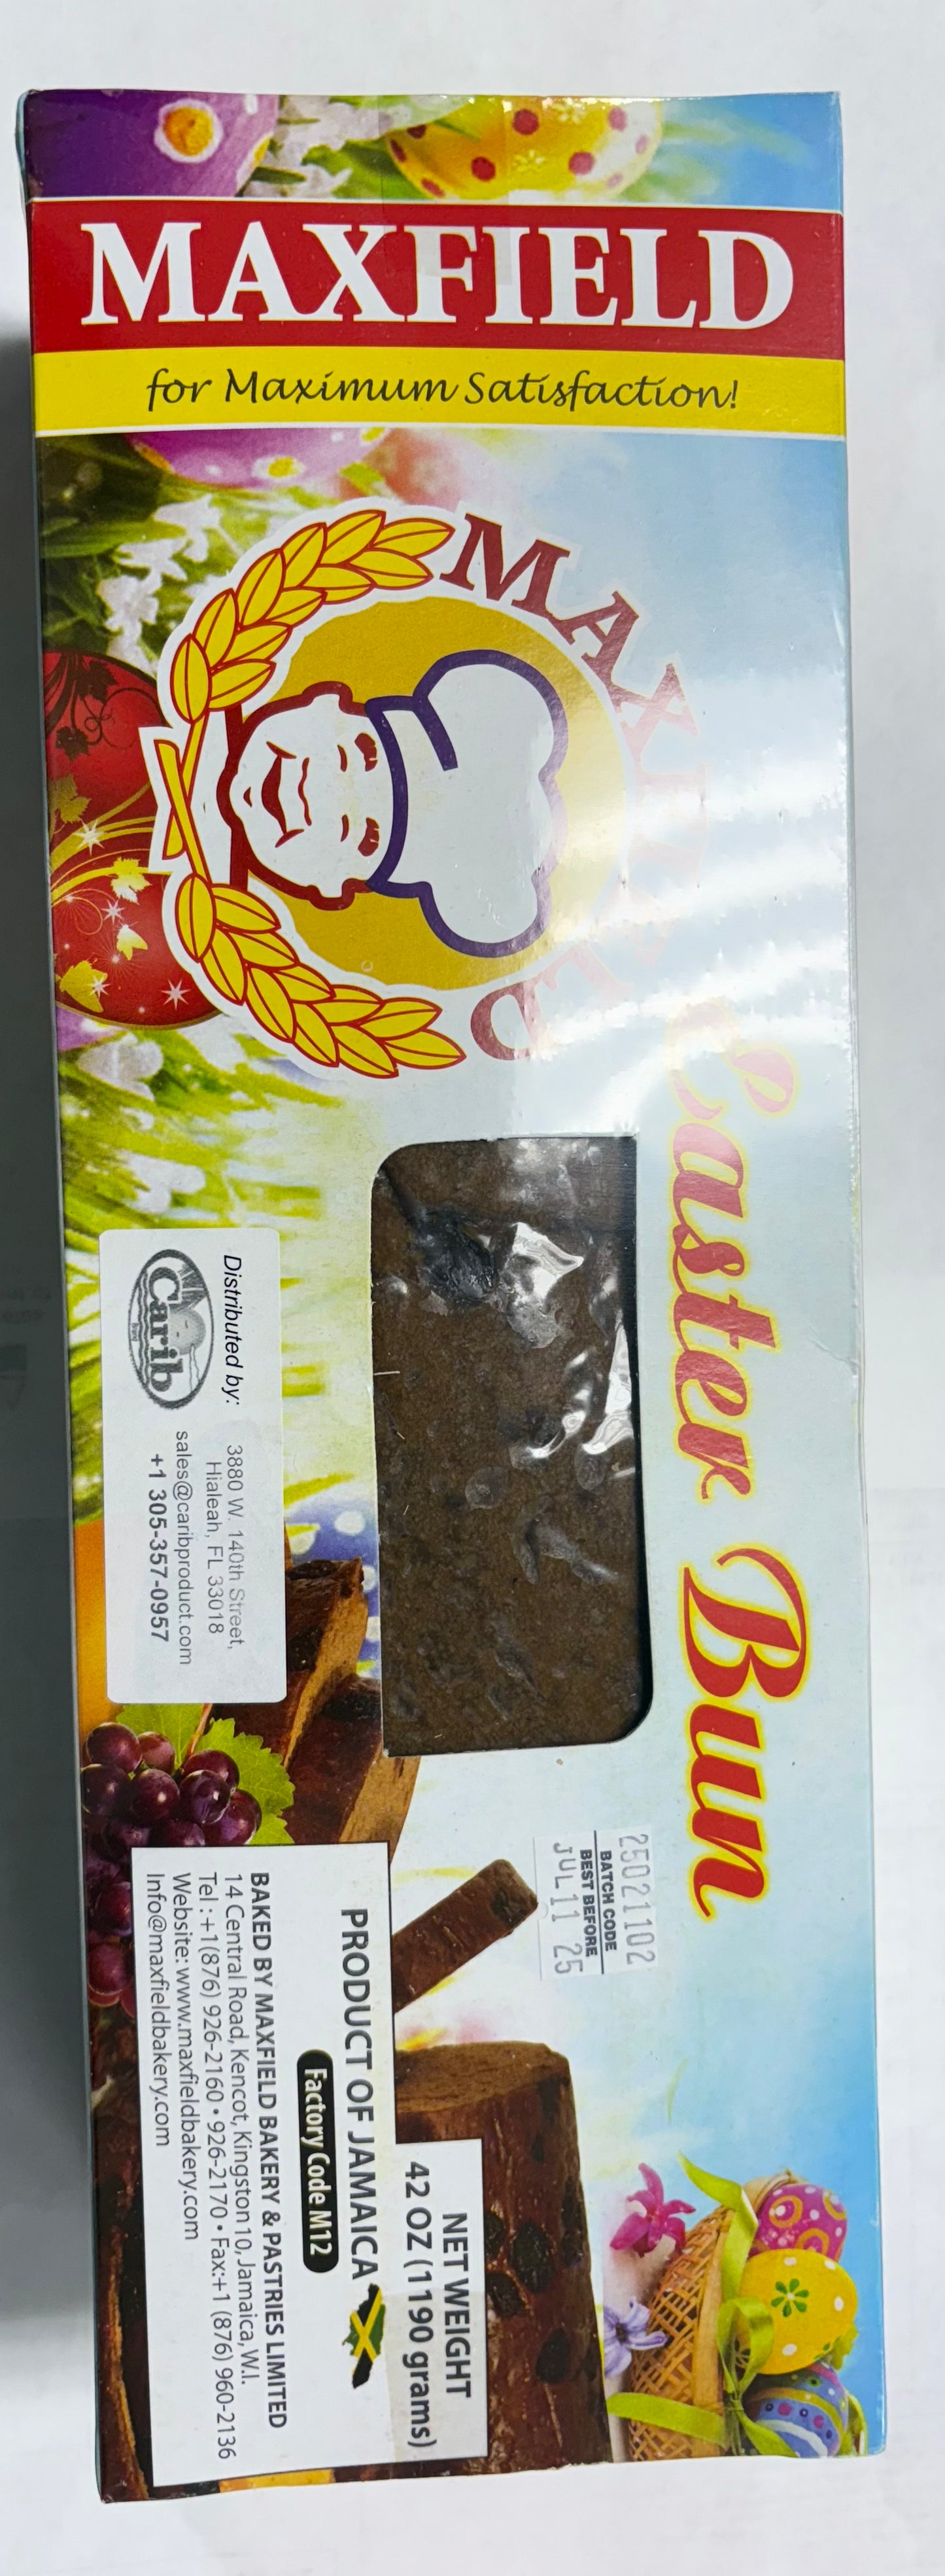 MAXFIELD
for Maximum Satisfaction!
MAXFIELD
Easter Bun
Distributed by:
Carib
3880 W. 140th Street,
Hialeah, FL 33018
sales@caribproduct.com
+1 305-357-0957
25021102
BATCH CODE
BEST BEFORE
JUL 11 25
NET WEIGHT
42 OZ (1190 grams)
PRODUCT OF JAMAICA
Factory Code M12
BAKED BY MAXFIELD BAKERY & PASTRIES LIMITED
14 Central Road, Kencot, Kingston 10, Jamaica, W.I.
Tel :+1(876) 926-2160 • 926-2170 • Fax:+1 (876) 960-2136
Website: www.maxfieldbakery.com
Info@maxfieldbakery.com